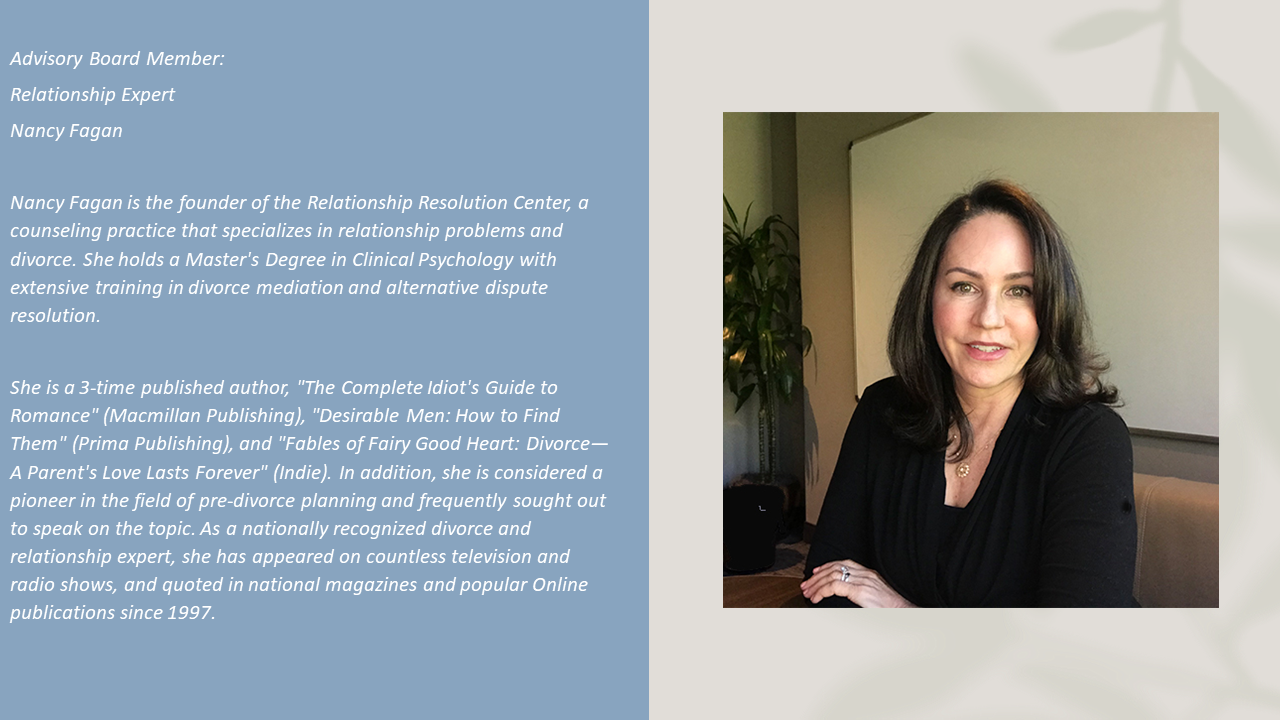 Advisory Board Member:
Relationship Expert
Nancy Fagan
Nancy Fagan is the founder of the Relationship Resolution Center, a
counseling practice that specializes in relationship problems and
divorce. She holds a Master's Degree in Clinical Psychology with
extensive training in divorce mediation and alternative dispute
resolution.
She is a 3-time published author, "The Complete Idiot's Guide to
Romance" (Macmillan Publishing), "Desirable Men: How to Find
Them" (Prima Publishing), and "Fables of Fairy Good Heart: Divorce—
A Parent's Love Lasts Forever" (Indie). In addition, she is considered a
pioneer in the field of pre-divorce planning and frequently sought out
to speak on the topic. As a nationally recognized divorce and
relationship expert, she has appeared on countless television and
radio shows, and quoted in national magazines and popular Online
publications since 1997.